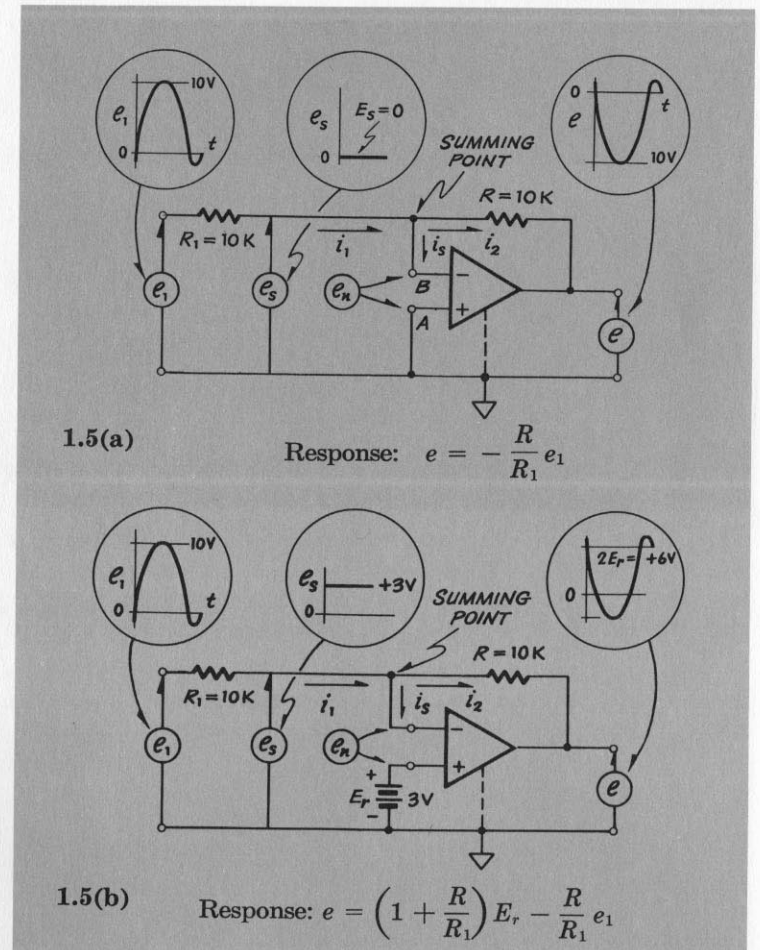 10V
e₁
0
t
eₛ
Eₛ=0
0
0
e
t
10V
SUMMING
POINT
R₁=10K
R=10K
i₁
iₛ
i₂
e₁
eₛ
eₙ
B
−
A
+
e
1.5(a)
Response: e = − R/R₁ e₁
10V
e₁
0
t
eₛ
+3V
0
2Eᵣ= +6V
0
SUMMING
POINT
R₁=10K
R=10K
i₁
iₛ
i₂
e₁
eₛ
eₙ
−
+
+
Eᵣ 3V
−
e
1.5(b)
Response: e = (1 + R/R₁) Eᵣ − R/R₁ e₁